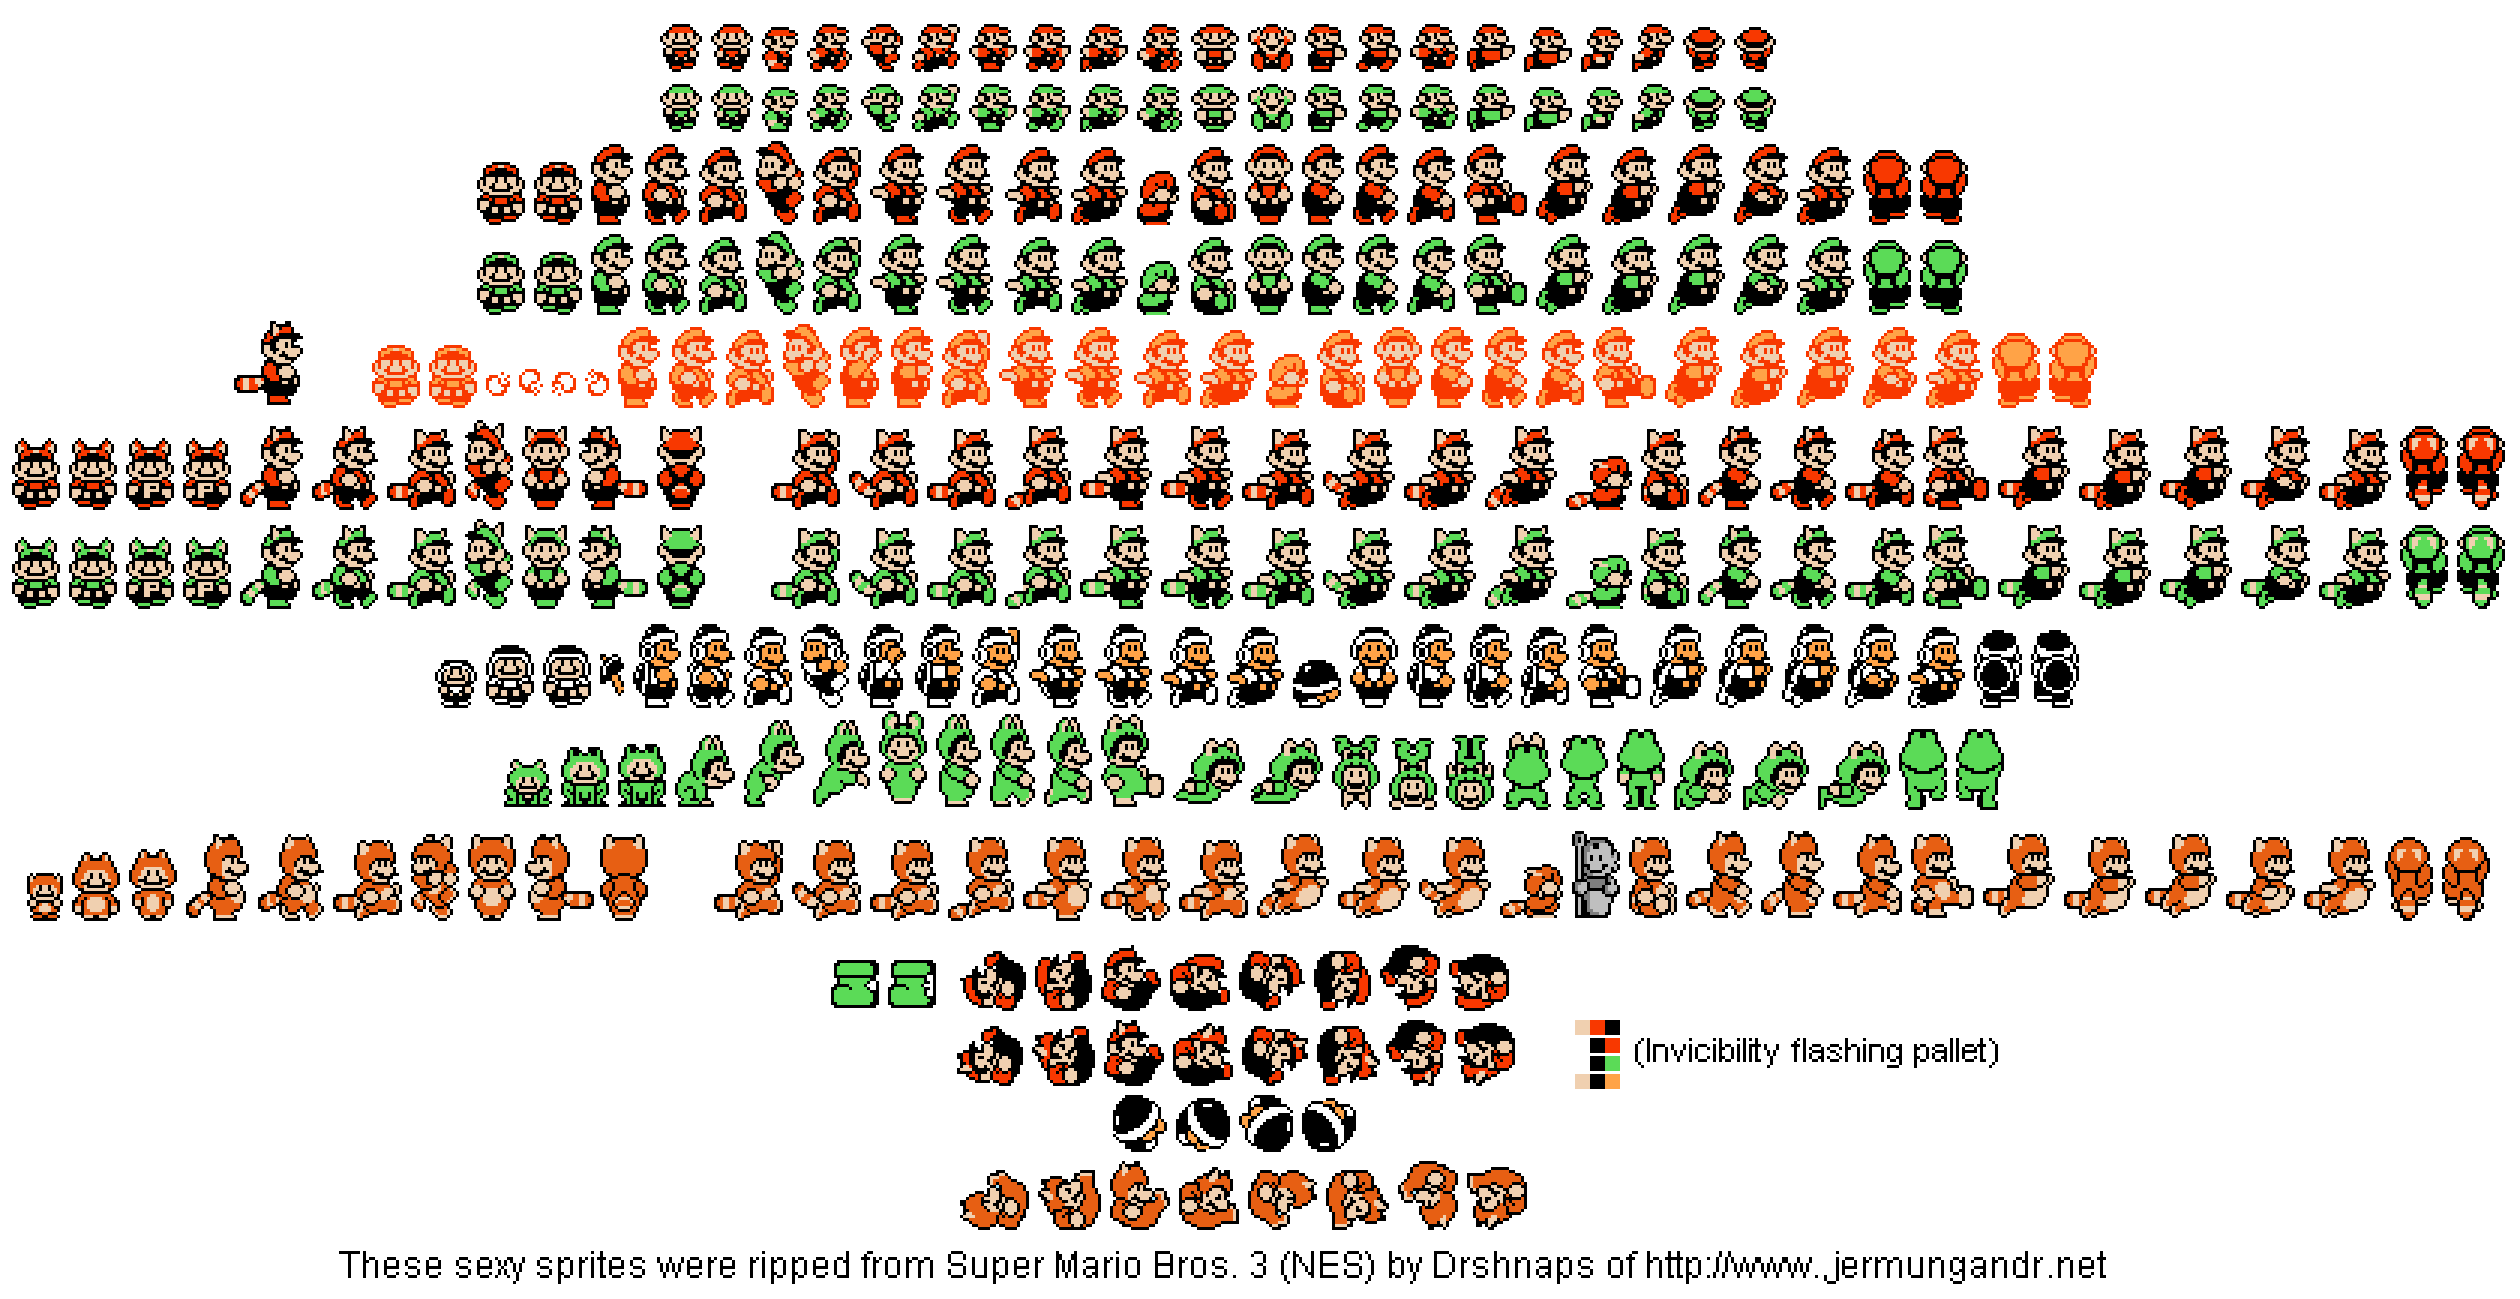 (Invicibility flashing pallet)
These sexy sprites were ripped from Super Mario Bros. 3 (NES) by Drshnaps of http://www.jermungandr.net